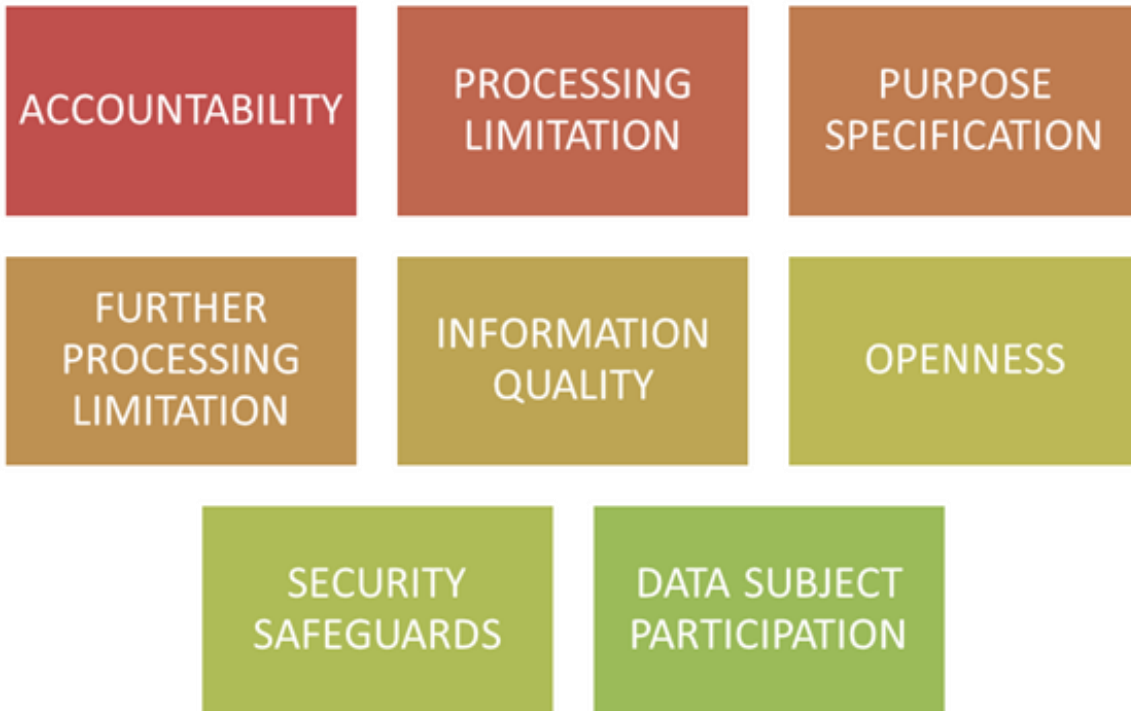 ACCOUNTABILITY
PROCESSING
LIMITATION
PURPOSE
SPECIFICATION
FURTHER
PROCESSING
LIMITATION
INFORMATION
QUALITY
OPENNESS
SECURITY
SAFEGUARDS
DATA SUBJECT
PARTICIPATION